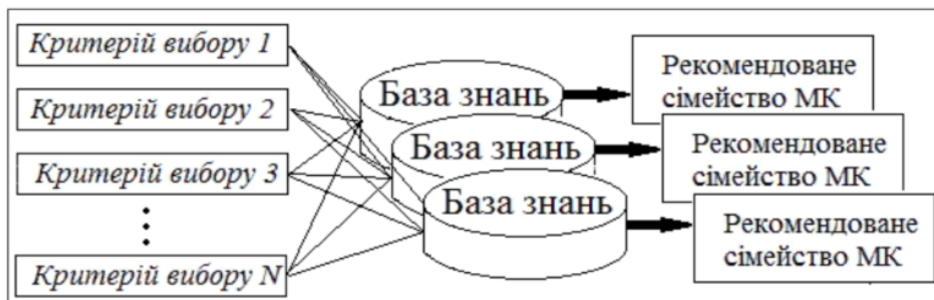 Критерій вибору 1
Критерій вибору 2
Критерій вибору 3
Критерій вибору N
База знань
База знань
База знань
Рекомендоване
сімейство МК
Рекомендоване
сімейство МК
Рекомендоване
сімейство МК